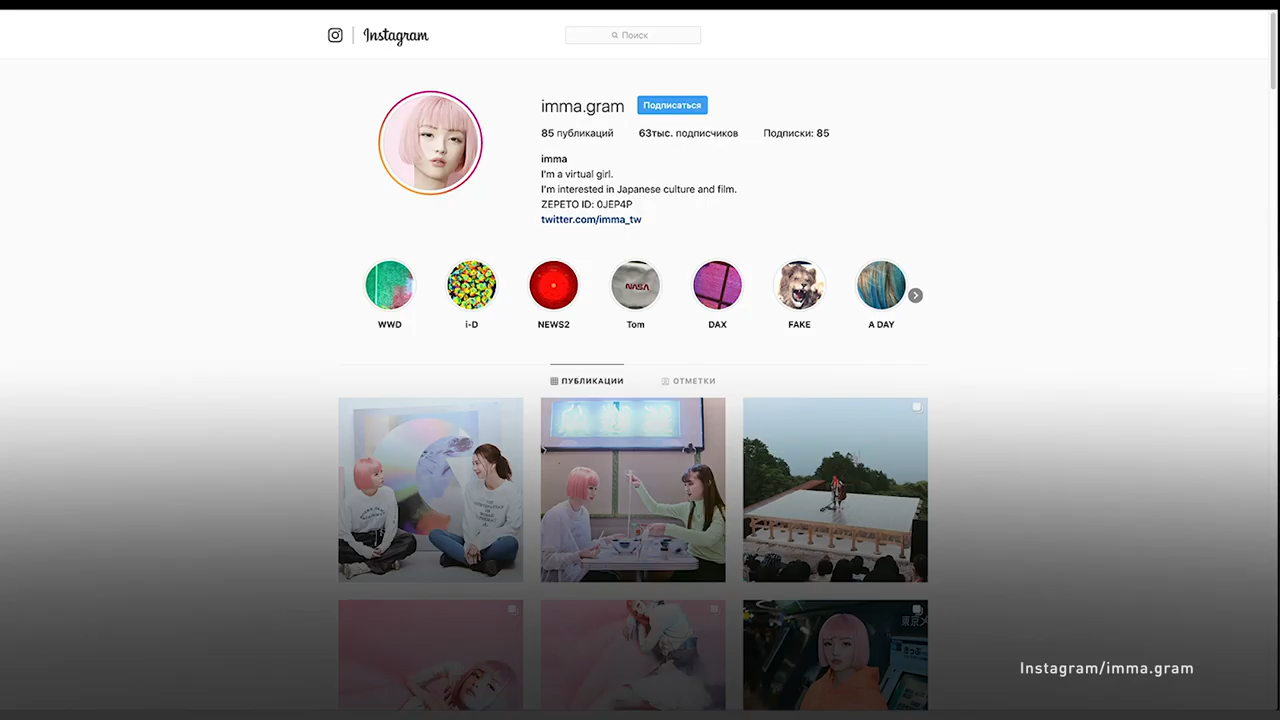 Instagram
Поиск
imma.gram Подписаться
85 публикаций 63тыс. подписчиков Подписки: 85
imma
I'm a virtual girl.
I'm interested in Japanese culture and film.
ZEPETO ID: 0JEP4P
twitter.com/imma_tw
NASA
WWD i-D NEWS2 Tom DAX FAKE A DAY
ПУБЛИКАЦИИ ОТМЕТКИ
Instagram/imma.gram